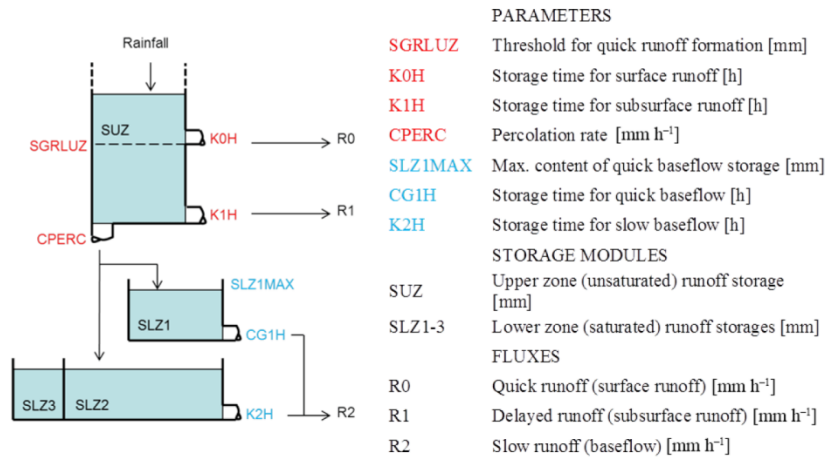 Rainfall
SUZ
SGRLUZ
K0H
R0
K1H
R1
CPERC
SLZ1MAX
SLZ1
CG1H
SLZ3
SLZ2
K2H
R2
PARAMETERS
SGRLUZ Threshold for quick runoff formation [mm]
K0H Storage time for surface runoff [h]
K1H Storage time for subsurface runoff [h]
CPERC Percolation rate [mm h⁻¹]
SLZ1MAX Max. content of quick baseflow storage [mm]
CG1H Storage time for quick baseflow [h]
K2H Storage time for slow baseflow [h]
STORAGE MODULES
SUZ Upper zone (unsaturated) runoff storage
[mm]
SLZ1-3 Lower zone (saturated) runoff storages [mm]
FLUXES
R0 Quick runoff (surface runoff) [mm h⁻¹]
R1 Delayed runoff (subsurface runoff) [mm h⁻¹]
R2 Slow runoff (baseflow) [mm h⁻¹]